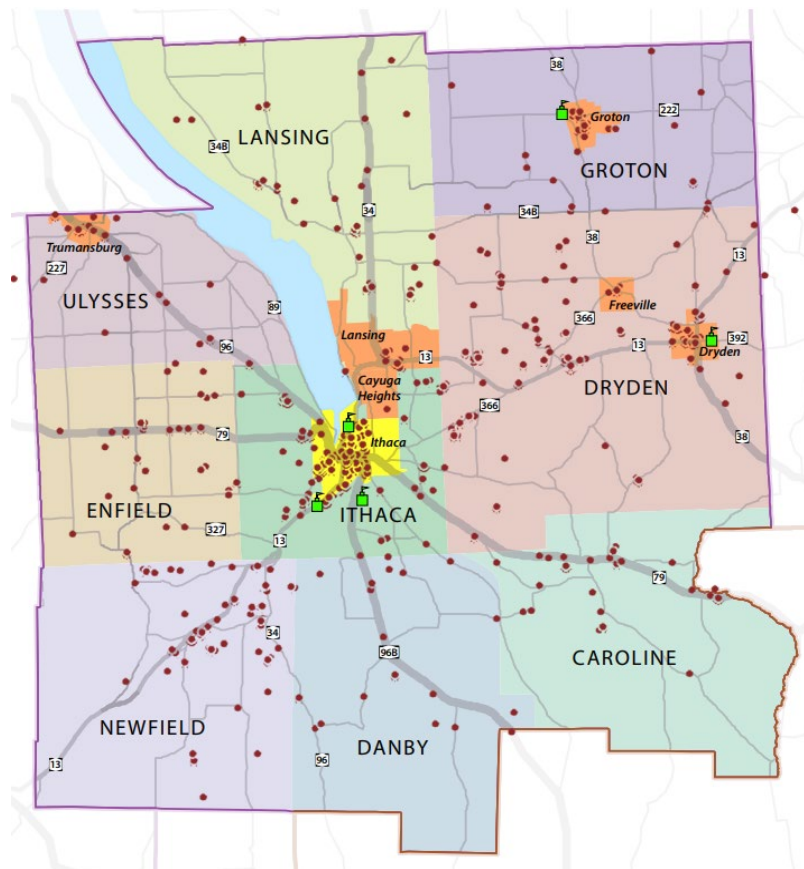 38
222
Groton
LANSING
34B
GROTON
34
34B
38
13
Trumansburg
227
ULYSSES
89
Freeville
366
Lansing
96
13
13
392
Dryden
Cayuga
Heights
DRYDEN
366
79
Ithaca
38
ENFIELD
ITHACA
327
13
79
34
96B
CAROLINE
NEWFIELD
DANBY
13
96